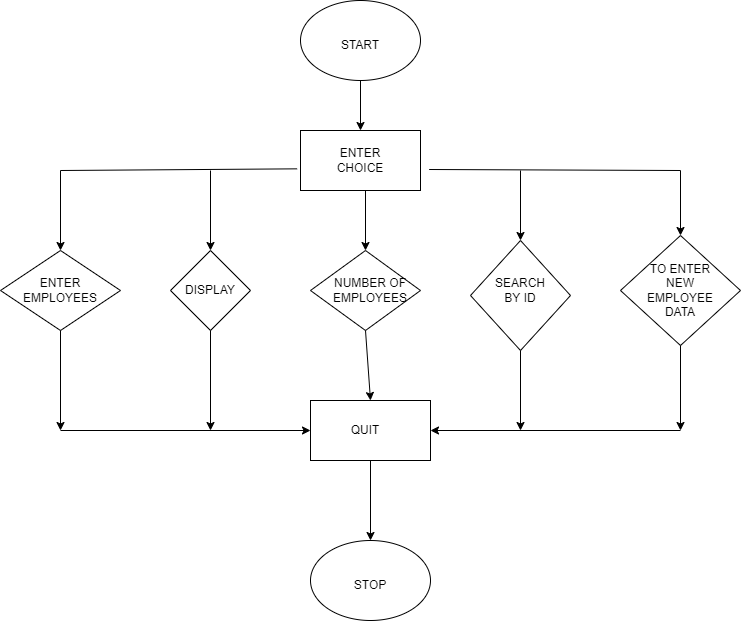 START
ENTER
CHOICE
ENTER
EMPLOYEES
DISPLAY
NUMBER OF
EMPLOYEES
SEARCH
BY ID
TO ENTER
NEW
EMPLOYEE
DATA
QUIT
STOP